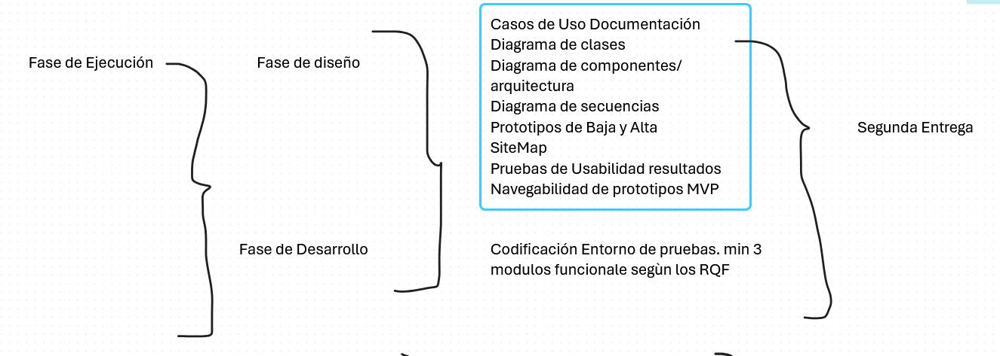 Fase de Ejecución
Fase de diseño
Casos de Uso Documentación
Diagrama de clases
Diagrama de componentes/
arquitectura
Diagrama de secuencias
Prototipos de Baja y Alta
SiteMap
Pruebas de Usabilidad resultados
Navegabilidad de prototipos MVP
Segunda Entrega
Fase de Desarrollo
Codificación Entorno de pruebas. min 3
modulos funcionale segùn los RQF